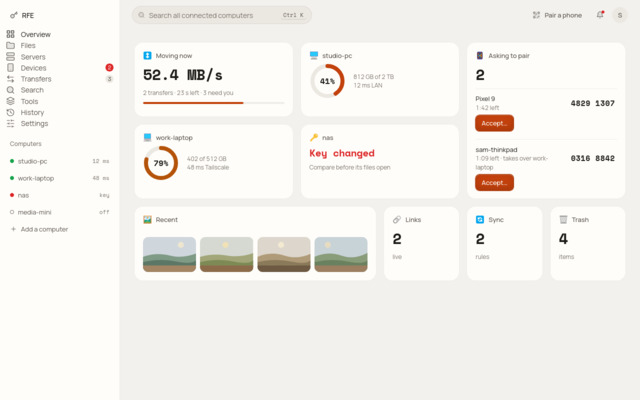 RFE
Search all connected computers
Ctrl K
Pair a phone
S
Overview
Files
Servers
Devices 2
Transfers 3
Search
Tools
History
Settings
Computers
studio-pc 12 ms
work-laptop 48 ms
nas key
media-mini off
Add a computer
Moving now
52.4 MB/s
2 transfers · 23 s left · 3 need you
studio-pc
41%
812 GB of 2 TB
12 ms LAN
Asking to pair
2
Pixel 9
1:42 left
4829 1307
Accept…
sam-thinkpad
1:09 left · takes over work-
laptop
0316 8842
Accept…
work-laptop
79%
402 of 512 GB
48 ms Tailscale
nas
Key changed
Compare before its files open
Recent
Links
2
live
Sync
2
rules
Trash
4
items